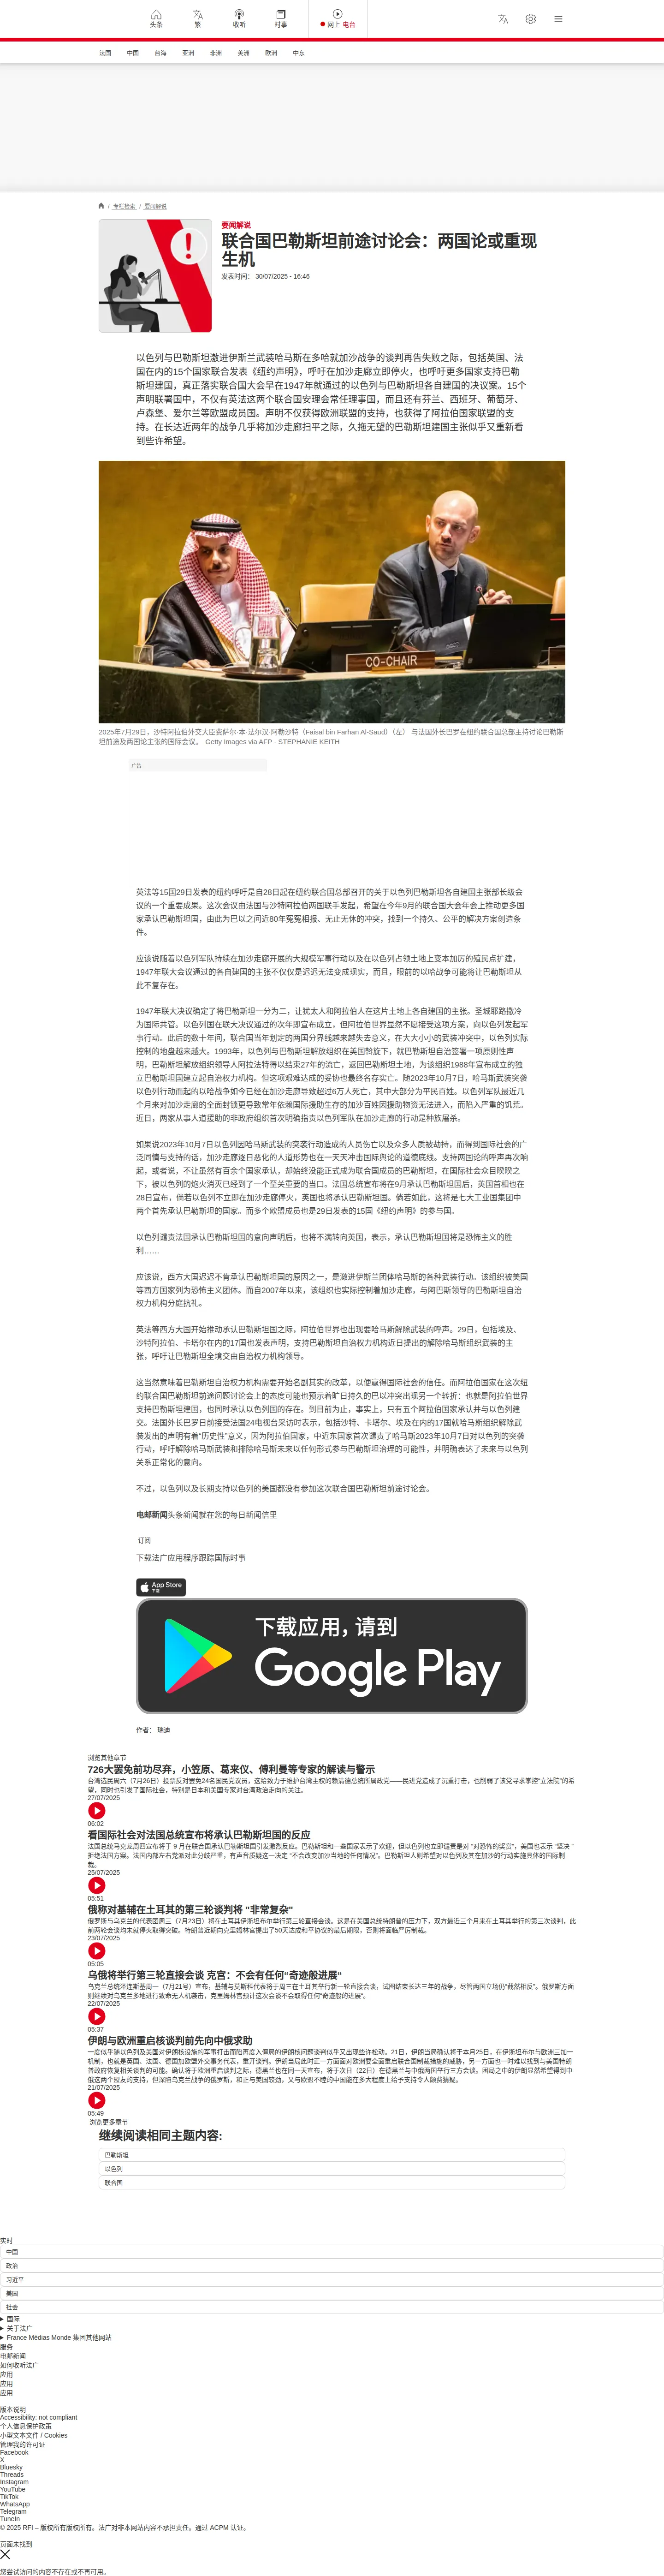 头条
繁
收听
时事
网上 电台
法国 中国 台海 亚洲 非洲 美洲 欧洲 中东
/ 专栏检索 / 要闻解说
要闻解说
联合国巴勒斯坦前途讨论会：两国论或重现
生机
发表时间： 30/07/2025 - 16:46
以色列与巴勒斯坦激进伊斯兰武装哈马斯在多哈就加沙战争的谈判再告失败之际，包括英国、法
国在内的15个国家联合发表《纽约声明》，呼吁在加沙走廊立即停火，也呼吁更多国家支持巴勒
斯坦建国，真正落实联合国大会早在1947年就通过的以色列与巴勒斯坦各自建国的决议案。15个
声明联署国中，不仅有英法这两个联合国安理会常任理事国，而且还有芬兰、西班牙、葡萄牙、
卢森堡、爱尔兰等欧盟成员国。声明不仅获得欧洲联盟的支持，也获得了阿拉伯国家联盟的支
持。在长达近两年的战争几乎将加沙走廊扫平之际，久拖无望的巴勒斯坦建国主张似乎又重新看
到些许希望。
CO-CHAIR
2025年7月29日，沙特阿拉伯外交大臣费萨尔·本·法尔汉·阿勒沙特（Faisal bin Farhan Al-Saud）（左） 与法国外长巴罗在纽约联合国总部主持讨论巴勒斯
坦前途及两国论主张的国际会议。 Getty Images via AFP - STEPHANIE KEITH
广告
英法等15国29日发表的纽约呼吁是自28日起在纽约联合国总部召开的关于以色列巴勒斯坦各自建国主张部长级会
议的一个重要成果。这次会议由法国与沙特阿拉伯两国联手发起，希望在今年9月的联合国大会年会上推动更多国
家承认巴勒斯坦国，由此为巴以之间近80年冤冤相报、无止无休的冲突，找到一个持久、公平的解决方案创造条
件。
应该说随着以色列军队持续在加沙走廊开展的大规模军事行动以及在以色列占领土地上变本加厉的殖民点扩建，
1947年联大会议通过的各自建国的主张不仅仅是迟迟无法变成现实，而且，眼前的以哈战争可能将让巴勒斯坦从
此不复存在。
1947年联大决议确定了将巴勒斯坦一分为二，让犹太人和阿拉伯人在这片土地上各自建国的主张。圣城耶路撒冷
为国际共管。以色列国在联大决议通过的次年即宣布成立，但阿拉伯世界显然不愿接受这项方案，向以色列发起军
事行动。此后的数十年间，联合国当年划定的两国分界线越来越失去意义，在大大小小的武装冲突中，以色列实际
控制的地盘越来越大。1993年，以色列与巴勒斯坦解放组织在美国斡旋下，就巴勒斯坦自治签署一项原则性声
明，巴勒斯坦解放组织领导人阿拉法特得以结束27年的流亡，返回巴勒斯坦土地，为该组织1988年宣布成立的独
立巴勒斯坦国建立起自治权力机构。但这项艰难达成的妥协也最终名存实亡。随2023年10月7日，哈马斯武装突袭
以色列行动而起的以哈战争如今已经在加沙走廊导致超过6万人死亡，其中大部分为平民百姓。以色列军队最近几
个月来对加沙走廊的全面封锁更导致常年依赖国际援助生存的加沙百姓因援助物资无法进入，而陷入严重的饥荒。
近日，两家从事人道援助的非政府组织首次明确指责以色列军队在加沙走廊的行动是种族屠杀。
如果说2023年10月7日以色列因哈马斯武装的突袭行动造成的人员伤亡以及众多人质被劫持，而得到国际社会的广
泛同情与支持的话，加沙走廊逐日恶化的人道形势也在一天天冲击国际舆论的道德底线。支持两国论的呼声再次响
起，或者说，不让虽然有百余个国家承认，却始终没能正式成为联合国成员的巴勒斯坦，在国际社会众目睽睽之
下，被以色列的炮火消灭已经到了一个至关重要的当口。法国总统宣布将在9月承认巴勒斯坦国后，英国首相也在
28日宣布，倘若以色列不立即在加沙走廊停火，英国也将承认巴勒斯坦国。倘若如此，这将是七大工业国集团中
两个首先承认巴勒斯坦的国家。而多个欧盟成员也是29日发表的15国《纽约声明》的参与国。
以色列谴责法国承认巴勒斯坦国的意向声明后，也将不满转向英国，表示，承认巴勒斯坦国将是恐怖主义的胜
利……
应该说，西方大国迟迟不肯承认巴勒斯坦国的原因之一，是激进伊斯兰团体哈马斯的各种武装行动。该组织被美国
等西方国家列为恐怖主义团体。而自2007年以来，该组织也实际控制着加沙走廊，与阿巴斯领导的巴勒斯坦自治
权力机构分庭抗礼。
英法等西方大国开始推动承认巴勒斯坦国之际，阿拉伯世界也出现要哈马斯解除武装的呼声。29日，包括埃及、
沙特阿拉伯、卡塔尔在内的17国也发表声明，支持巴勒斯坦自治权力机构近日提出的解除哈马斯组织武装的主
张，呼吁让巴勒斯坦全境交由自治权力机构领导。
这当然意味着巴勒斯坦自治权力机构需要开始名副其实的改革，以便赢得国际社会的信任。而阿拉伯国家在这次纽
约联合国巴勒斯坦前途问题讨论会上的态度可能也预示着旷日持久的巴以冲突出现另一个转折：也就是阿拉伯世界
支持巴勒斯坦建国，也同时承认以色列国的存在。到目前为止，事实上，只有五个阿拉伯国家承认并与以色列建
交。法国外长巴罗日前接受法国24电视台采访时表示，包括沙特、卡塔尔、埃及在内的17国就哈马斯组织解除武
装发出的声明有着“历史性”意义，因为阿拉伯国家，中近东国家首次谴责了哈马斯2023年10月7日对以色列的突袭
行动，呼吁解除哈马斯武装和排除哈马斯未来以任何形式参与巴勒斯坦治理的可能性，并明确表达了未来与以色列
关系正常化的意向。
不过，以色列以及长期支持以色列的美国都没有参加这次联合国巴勒斯坦前途讨论会。
电邮新闻头条新闻就在您的每日新闻信里
订阅
下载法广应用程序跟踪国际时事
App Store
下载
下载应用，请到
Google Play
作者： 瑞迪
浏览其他章节
726大罢免前功尽弃，小笠原、葛来仪、傅利曼等专家的解读与警示
台湾选民周六（7月26日）投票反对罢免24名国民党议员，这给致力于维护台湾主权的赖清德总统所属政党——民进党造成了沉重打击，也削弱了该党寻求掌控“立法院”的希
望，同时也引发了国际社会，特别是日本和美国专家对台湾政治走向的关注。
27/07/2025
06:02
看国际社会对法国总统宣布将承认巴勒斯坦国的反应
法国总统马克龙周四宣布将于 9 月在联合国承认巴勒斯坦国引发激烈反应。巴勒斯坦和一些国家表示了欢迎，但以色列也立即谴责是对 “对恐怖的奖赏”，美国也表示 “坚决 ”
拒绝法国方案。法国内部左右党派对此分歧严重，有声音质疑这一决定 “不会改变加沙当地的任何情况”。巴勒斯坦人则希望对以色列及其在加沙的行动实施具体的国际制
裁。
25/07/2025
05:51
俄称对基辅在土耳其的第三轮谈判将 "非常复杂"
俄罗斯与乌克兰的代表团周三（7月23日）将在土耳其伊斯坦布尔举行第三轮直接会谈。这是在美国总统特朗普的压力下，双方最近三个月来在土耳其举行的第三次谈判，此
前两轮会谈均未就停火取得突破。特朗普近期向克里姆林宫提出了50天达成和平协议的最后期限，否则将面临严厉制裁。
23/07/2025
05:05
乌俄将举行第三轮直接会谈 克宫：不会有任何"奇迹般进展"
乌克兰总统泽连斯基周一（7月21号）宣布，基辅与莫斯科代表将于周三在土耳其举行新一轮直接会谈，试图结束长达三年的战争，尽管两国立场仍“截然相反”。俄罗斯方面
则继续对乌克兰多地进行致命无人机袭击，克里姆林宫预计这次会谈不会取得任何“奇迹般的进展”。
22/07/2025
05:37
伊朗与欧洲重启核谈判前先向中俄求助
一度似乎随以色列及美国对伊朗核设施的军事打击而陷再度入僵局的伊朗核问题谈判似乎又出现些许松动。21日，伊朗当局确认将于本月25日，在伊斯坦布尔与欧洲三加一
机制，也就是英国、法国、德国加欧盟外交事务代表，重开谈判。伊朗当局此时正一方面面对欧洲要全面重启联合国制裁措施的威胁，另一方面也一时难以找到与美国特朗
普政府恢复相关谈判的可能。确认将于欧洲重启谈判之际，德黑兰也在同一天宣布，将于次日（22日）在德黑兰与中俄两国举行三方会谈。困局之中的伊朗显然希望得到中
俄这两个盟友的支持，但深陷乌克兰战争的俄罗斯，和正与美国较劲，又与欧盟不睦的中国能在多大程度上给予支持令人颇费猜疑。
21/07/2025
05:49
浏览更多章节
继续阅读相同主题内容:
巴勒斯坦
以色列
联合国
实时
中国
政治
习近平
美国
社会
国际
关于法广
France Médias Monde 集团其他网站
服务
电邮新闻
如何收听法广
应用
应用
应用
版本说明
Accessibility: not compliant
个人信息保护政策
小型文本文件 / Cookies
管理我的许可证
Facebook
X
Bluesky
Threads
Instagram
YouTube
TikTok
WhatsApp
Telegram
TuneIn
© 2025 RFI – 版权所有版权所有。法广对非本网站内容不承担责任。通过 ACPM 认证。
页面未找到
您尝试访问的内容不存在或不再可用。